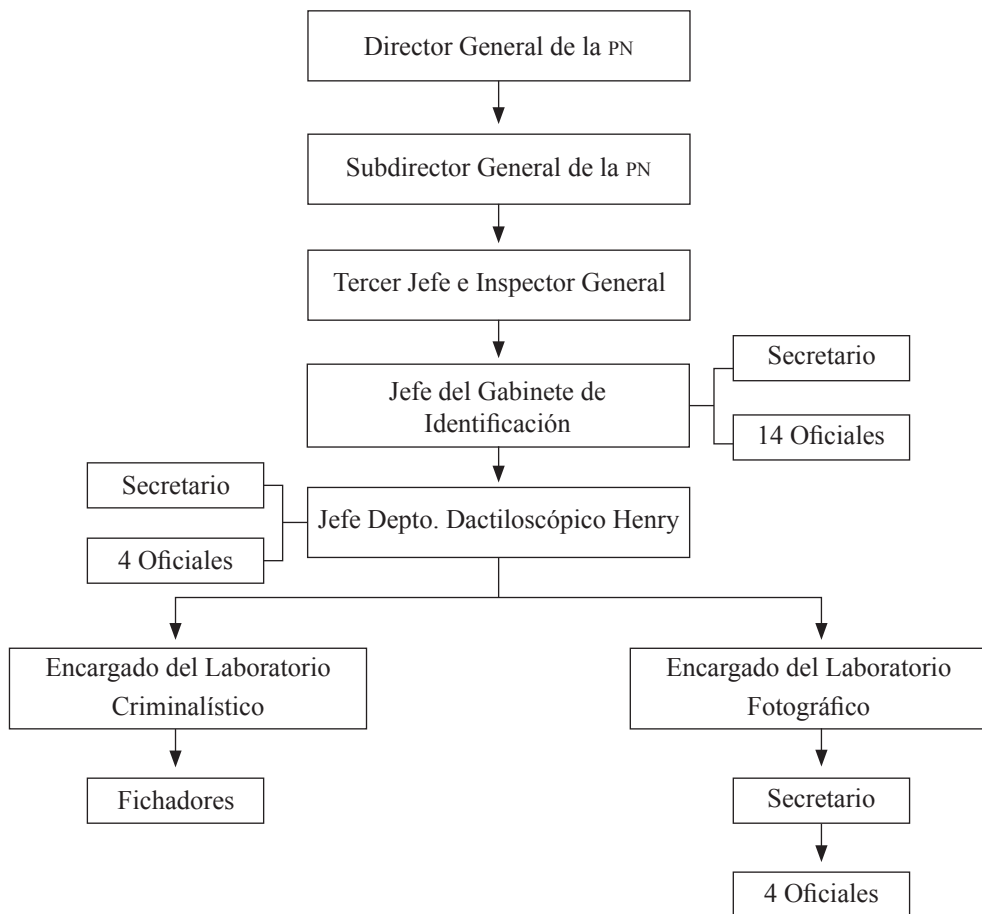 Director General de la PN
Subdirector General de la PN
Tercer Jefe e Inspector General
Jefe del Gabinete de
Identificación
Secretario
14 Oficiales
Secretario
4 Oficiales
Jefe Depto. Dactiloscópico Henry
Encargado del Laboratorio
Criminalístico
Fichadores
Encargado del Laboratorio
Fotográfico
Secretario
4 Oficiales